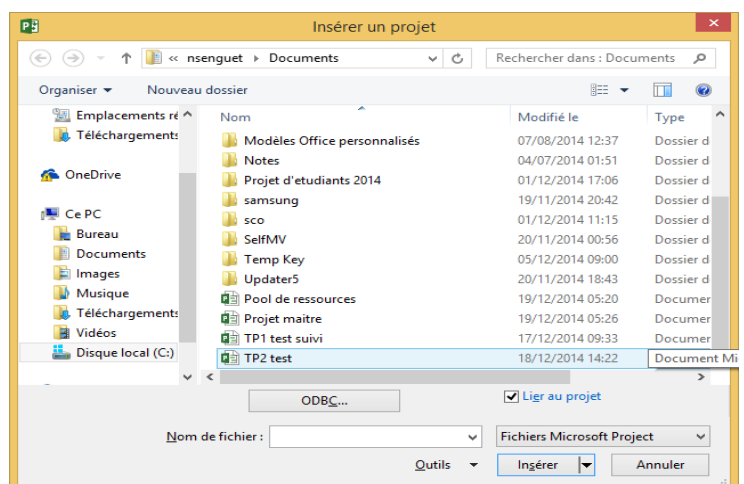 Insérer un projet
« nsenguet Documents
Rechercher dans : Documents
Organiser Nouveau dossier
Nom Modifié le Type
Emplacements ré
Téléchargements
OneDrive
Ce PC
Bureau
Documents
Images
Musique
Téléchargements
Vidéos
Disque local (C:)
Modèles Office personnalisés 07/08/2014 12:37 Dossier d
Notes 04/07/2014 01:51 Dossier d
Projet d'etudiants 2014 01/12/2014 17:06 Dossier d
samsung 19/11/2014 20:42 Dossier d
sco 01/12/2014 11:15 Dossier d
SelfMV 20/11/2014 00:56 Dossier d
Temp Key 05/12/2014 09:00 Dossier d
Updater5 20/11/2014 18:43 Dossier d
Pool de ressources 19/12/2014 05:20 Documer
Projet maitre 19/12/2014 05:26 Documer
TP1 test suivi 17/12/2014 09:33 Documer
TP2 test 18/12/2014 14:22 Document Mi
ODBC...
Lier au projet
Nom de fichier :
Fichiers Microsoft Project
Outils Insérer Annuler